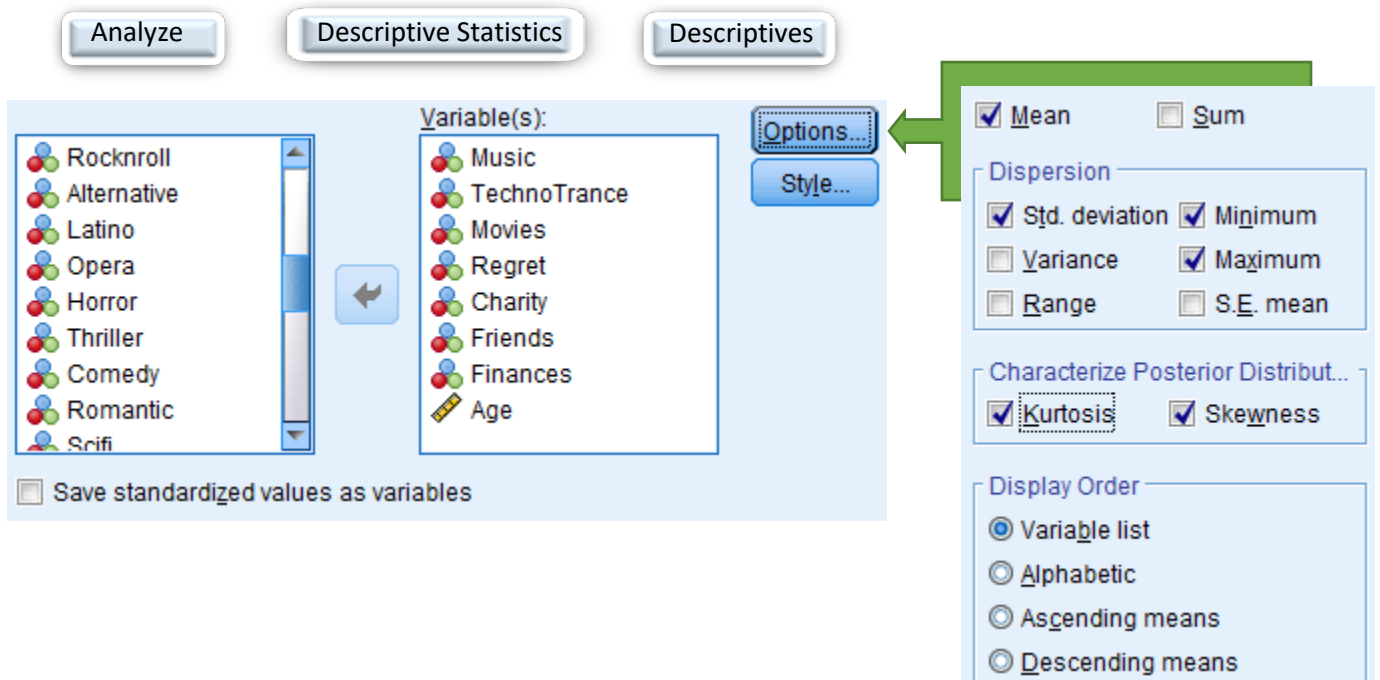 Analyze
Descriptive Statistics
Descriptives
Rocknroll
Alternative
Latino
Opera
Horror
Thriller
Comedy
Romantic
Scifi
Variable(s):
Music
TechnoTrance
Movies
Regret
Charity
Friends
Finances
Age
Options...
Style...
Save standardized values as variables
Mean
Sum
Dispersion
Std. deviation
Minimum
Variance
Maximum
Range
S.E. mean
Characterize Posterior Distribut...
Kurtosis
Skewness
Display Order
Variable list
Alphabetic
Ascending means
Descending means